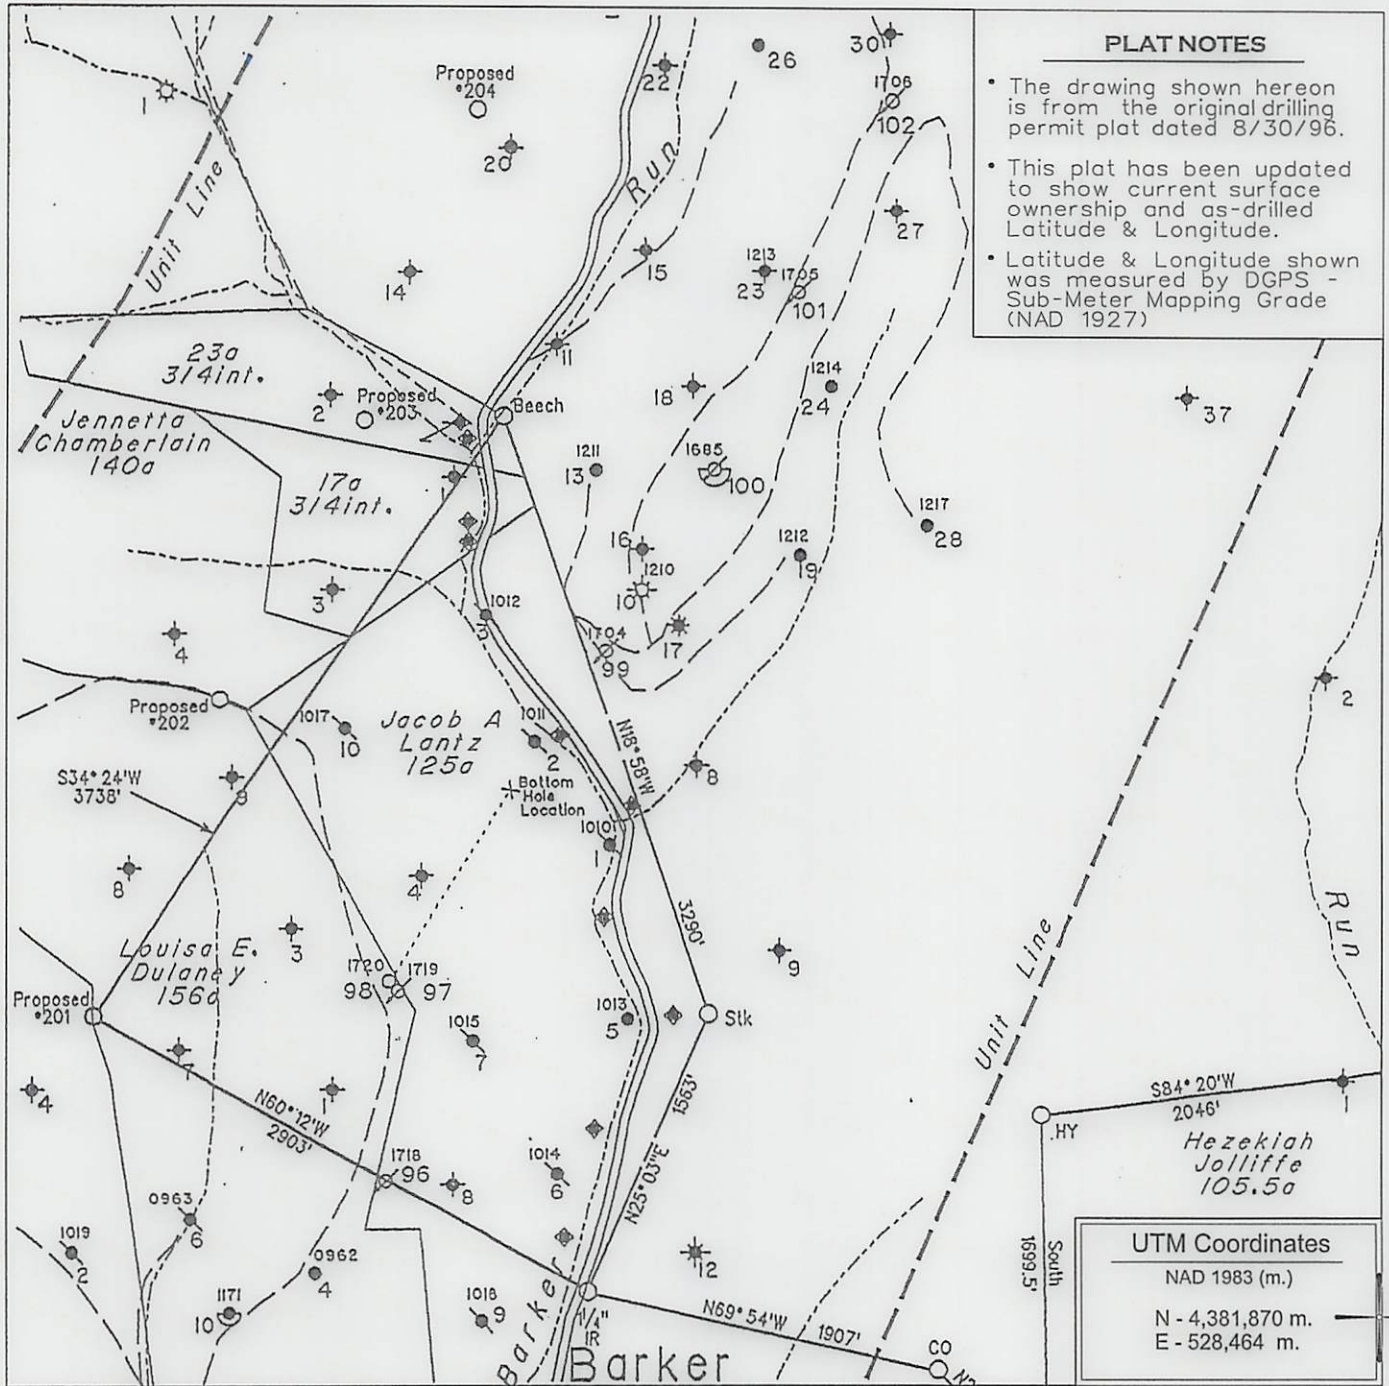 PLAT NOTES
• The drawing shown hereon
is from the original drilling
permit plat dated 8/30/96.
• This plat has been updated
to show current surface
ownership and as-drilled
Latitude & Longitude.
• Latitude & Longitude shown
was measured by DGPS -
Sub-Meter Mapping Grade
(NAD 1927)
1
Proposed
#204
20
22
26
30
1706
102
Run
Unit Line
14
15
1213
23
1705
101
27
11
23a
3/4int.
2
Proposed
#203
Beech
18
1214
24
37
Jennetta
Chamberlain
140a
17a
3/4int.
1
1211
13
1685
100
1217
28
16
1212
19
1210
10
3
1012
3
4
17
1704
99
2
Proposed
#202
1017
10
Jacob A
Lantz
125a
1011
2
N18°58'W
3290'
8
S34°24'W
3738'
9
Bottom
Hole
Location
1010
1
8
4
Run
3
Louisa E.
Dulaney
156a
9
Unit Line
1720
98
1719
97
Proposed
#201
1013
5
Stk
1015
7
7
4
1
N60°12'W
2903'
1563'
N25°03"E
S84°20'W
2046'
1
.HY
Hezekiah
Jolliffe
105.5a
1718
96
8
1014
6
0963
6
1019
2
0962
4
12
South
1699.5'
UTM Coordinates
NAD 1983 (m.)
N - 4,381,870 m.
E - 528,464 m.
1171
10
1018
9
Barker
1/4"
IR
N69°54'W
1907'
Barker
CO